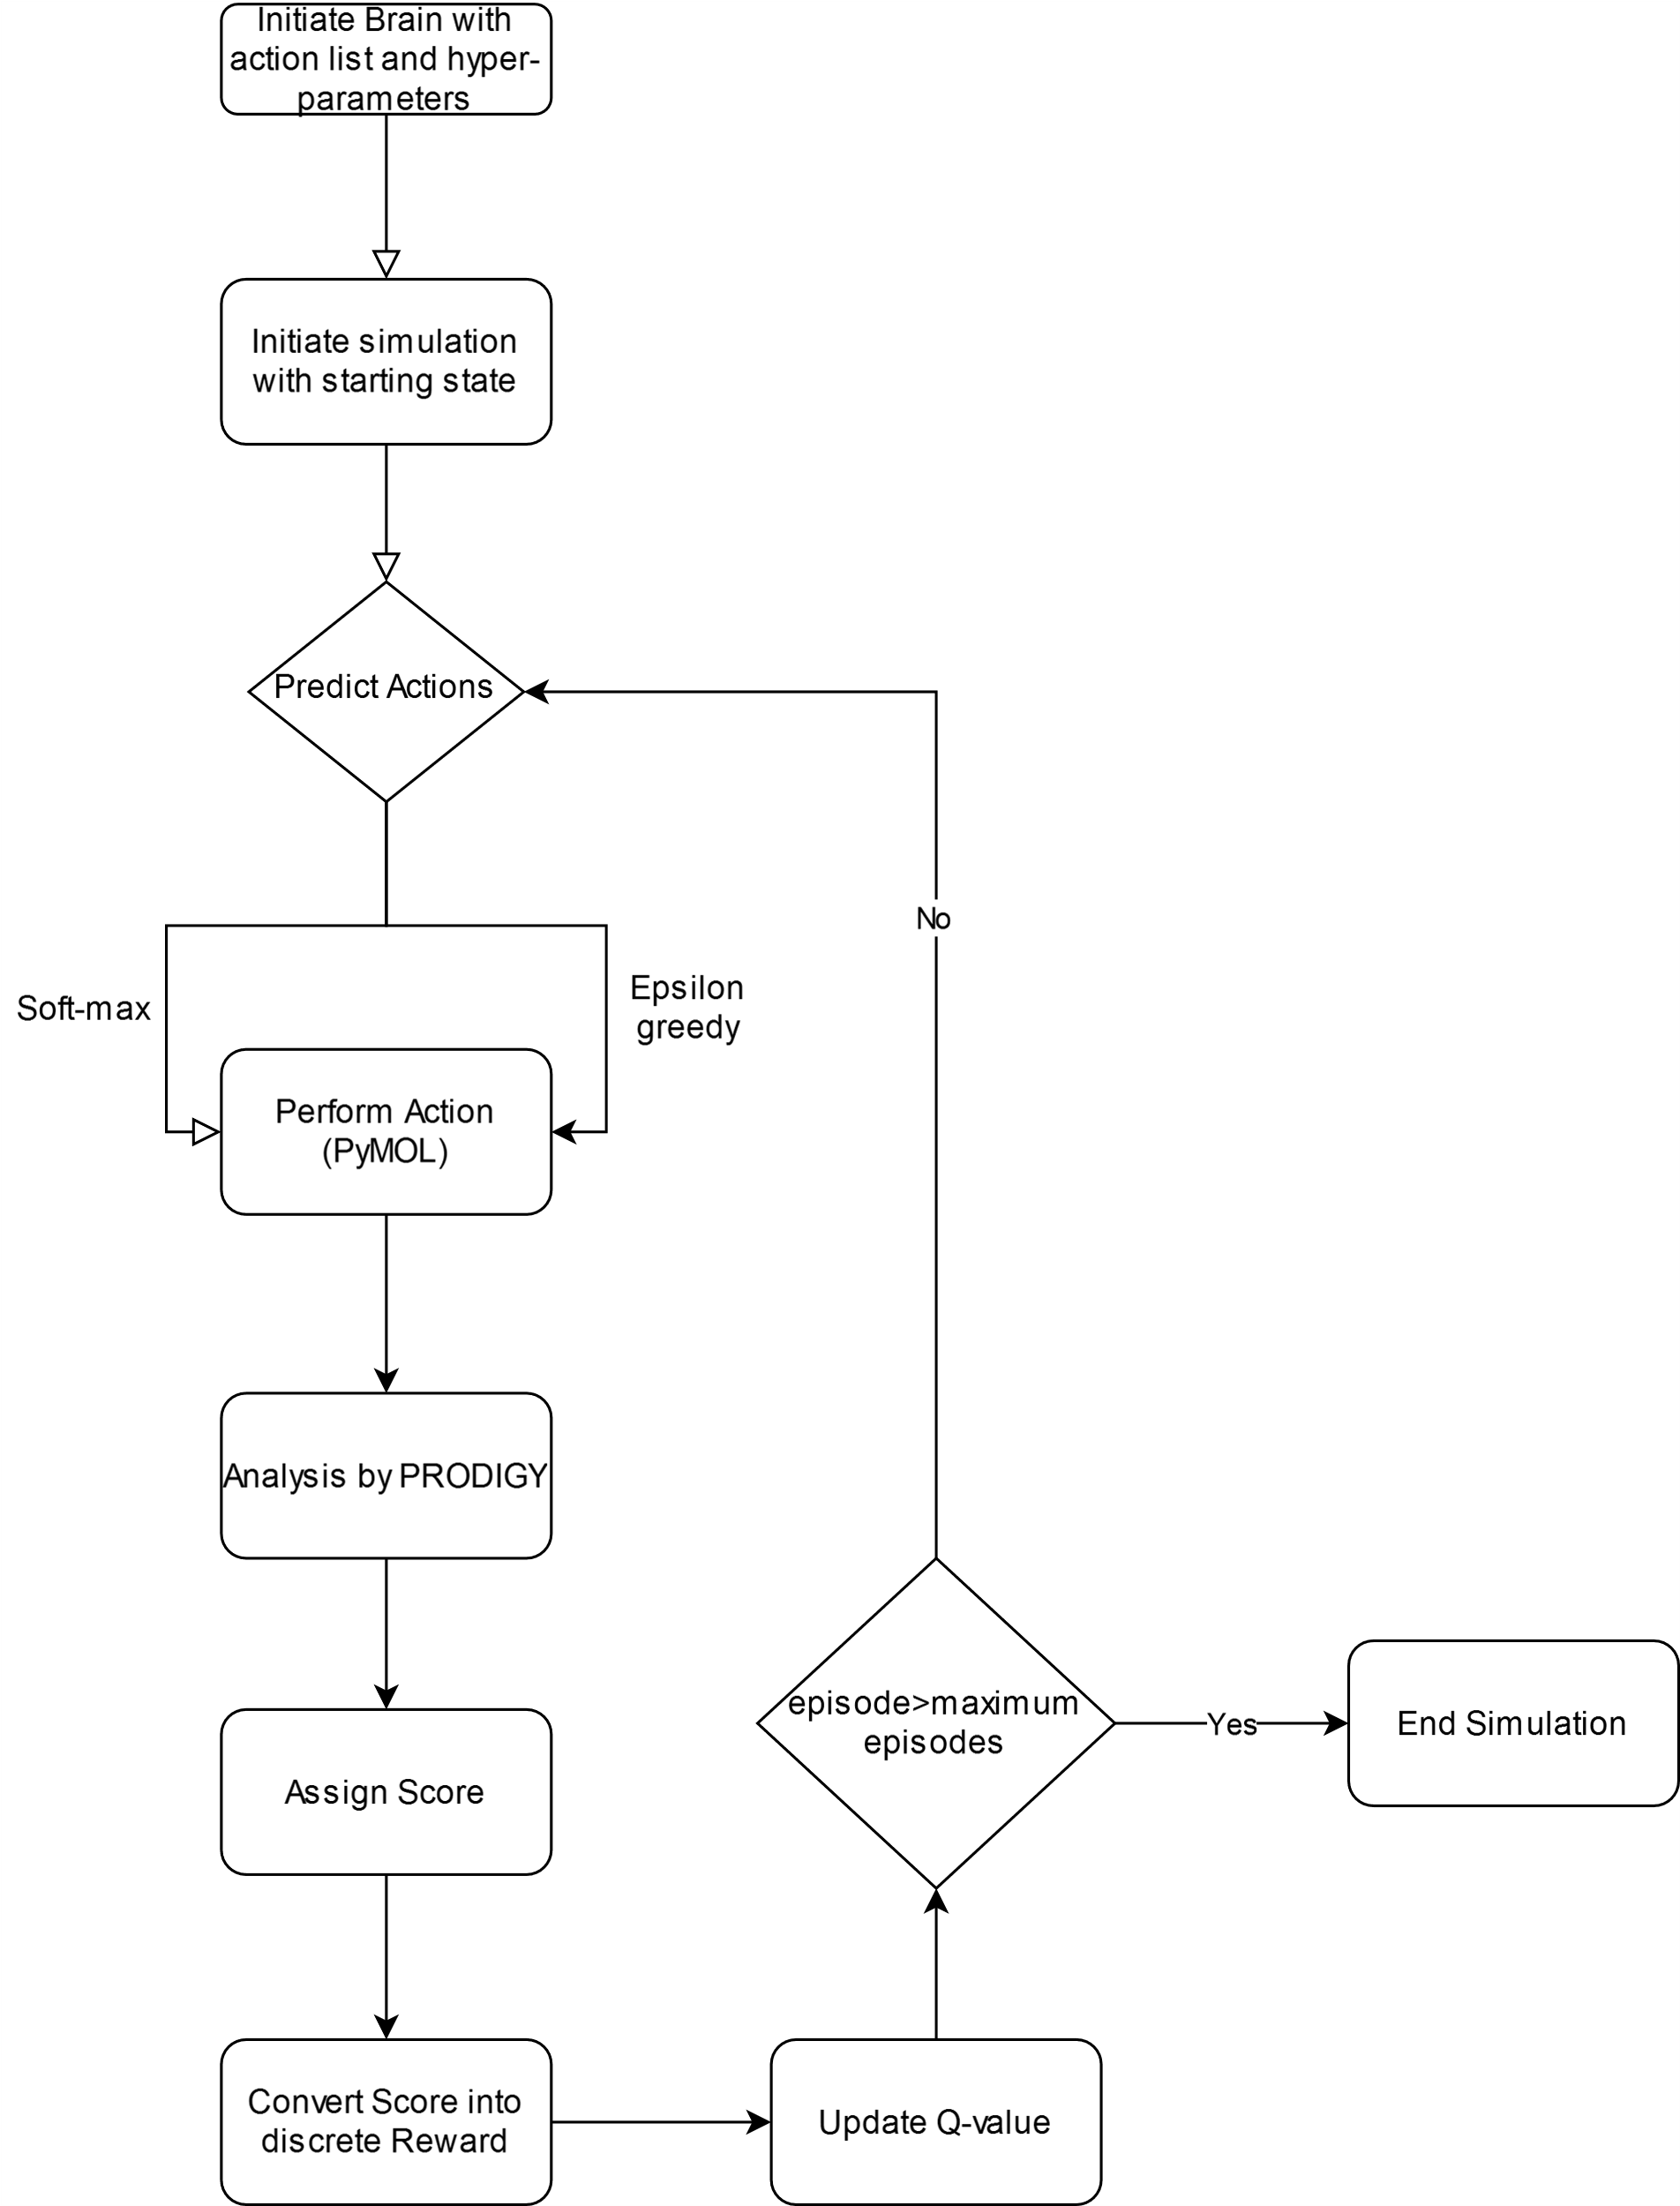 Initiate Brain with
action list and hyper-
parameters
Initiate simulation
with starting state
Predict Actions
No
Soft-max
Epsilon
greedy
Perform Action
(PyMOL)
Analysis by PRODIGY
Assign Score
Convert Score into
discrete Reward
Update Q-value
episode>maximum
episodes
Yes
End Simulation